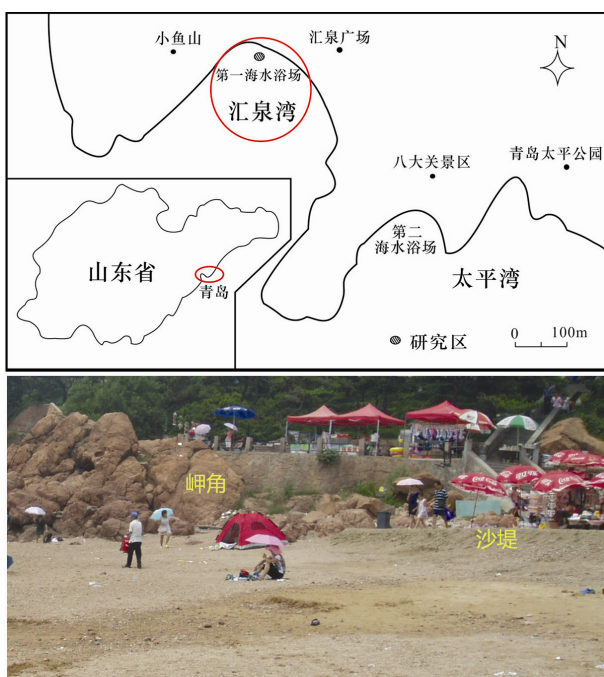 小鱼山
汇泉广场
N
第一海水浴场
汇泉湾
八大关景区
青岛太平公园
第二
海水浴场
山东省
太平湾
青岛
研究区
0 100m
岬角
沙堤